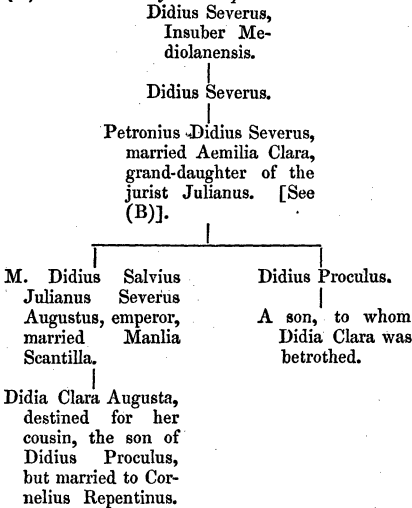 Didius Severus,
Insuber Me-
diolanensis.
Didius Severus.
Petronius Didius Severus,
married Aemilia Clara,
grand-daughter of the
jurist Julianus. [See
(B)].
M. Didius Salvius
Julianus Severus
Augustus, emperor,
married Manlia
Scantilla.
Didius Proculus.
A son, to whom
Didia Clara was
betrothed.
Didia Clara Augusta,
destined for her
cousin, the son of
Didius Proculus,
but married to Cor-
nelius Repentinus.